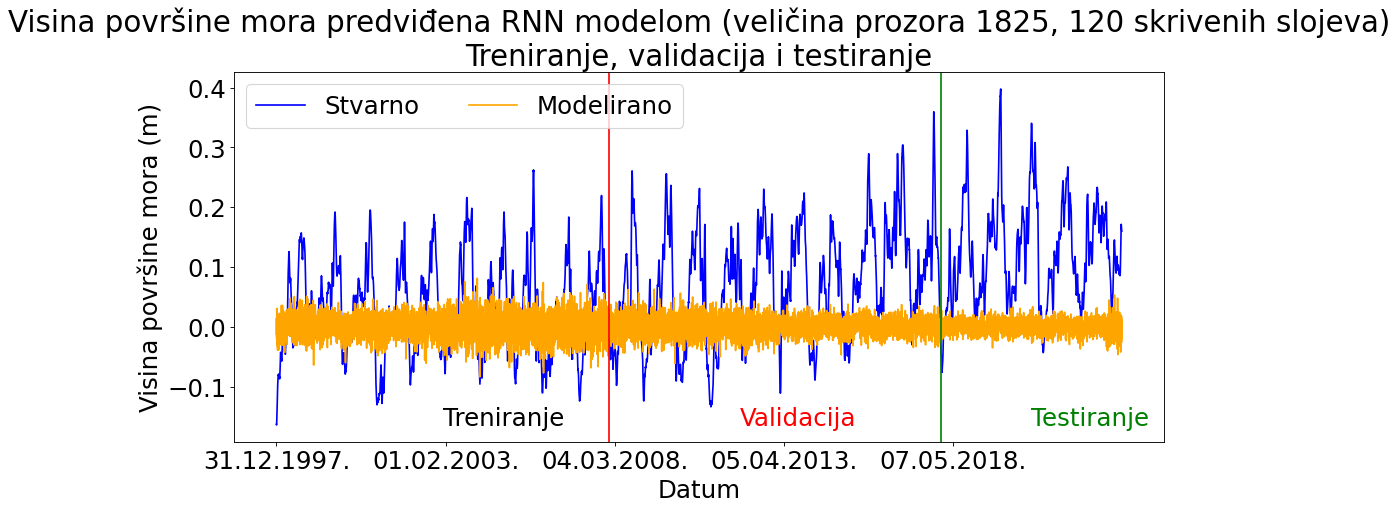 Visina površine mora predviđena RNN modelom (veličina prozora 1825, 120 skrivenih slojeva)
Treniranje, validacija i testiranje
Stvarno
Modelirano
Visina površine mora (m)
0.4
0.3
0.2
0.1
0.0
−0.1
Treniranje
Validacija
Testiranje
31.12.1997.
01.02.2003.
04.03.2008.
05.04.2013.
07.05.2018.
Datum